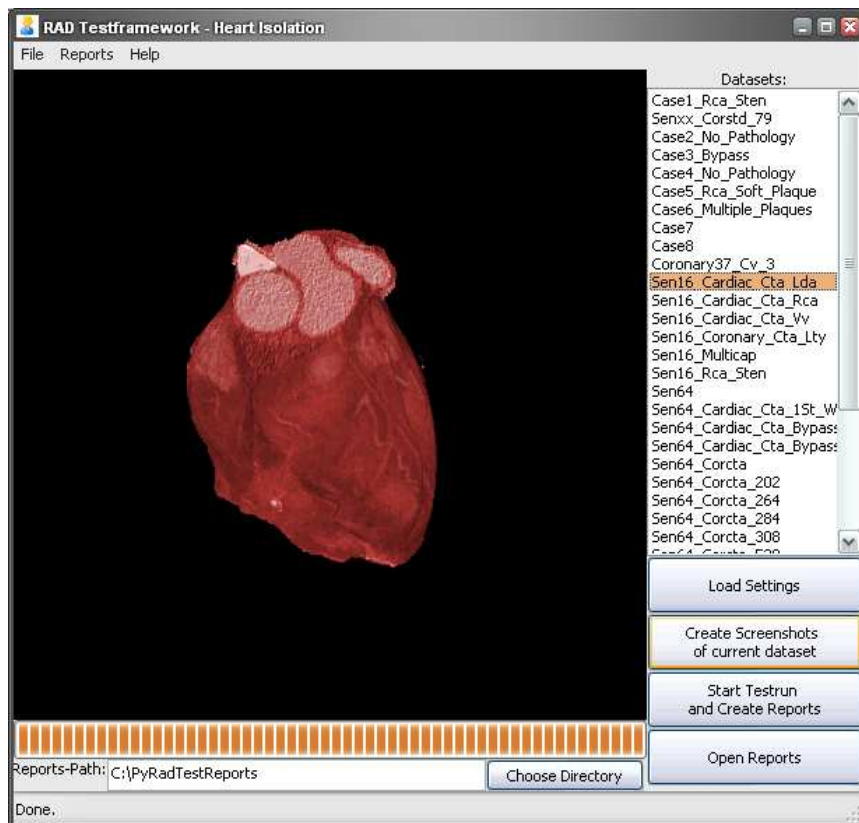 RAD Testframework - Heart Isolation
File Reports Help
Datasets:
Case1_Rca_Sten
Senxx_Corstd_79
Case2_No_Pathology
Case3_Bypass
Case4_No_Pathology
Case5_Rca_Soft_Plaque
Case6_Multiple_Plaques
Case7
Case8
Coronary37_Cv_3
Sen16_Cardiac_Cta_Lda
Sen16_Cardiac_Cta_Rca
Sen16_Cardiac_Cta_Vv
Sen16_Coronary_Cta_Lty
Sen16_Multicap
Sen16_Rca_Sten
Sen64
Sen64_Cardiac_Cta_1St_W
Sen64_Cardiac_Cta_Bypass
Sen64_Cardiac_Cta_Bypass
Sen64_Corcta
Sen64_Corcta_202
Sen64_Corcta_264
Sen64_Corcta_284
Sen64_Corcta_308
Load Settings
Create Screenshots
of current dataset
Start Testrun
and Create Reports
Open Reports
Reports-Path: C:\PyRadTestReports Choose Directory
Done.